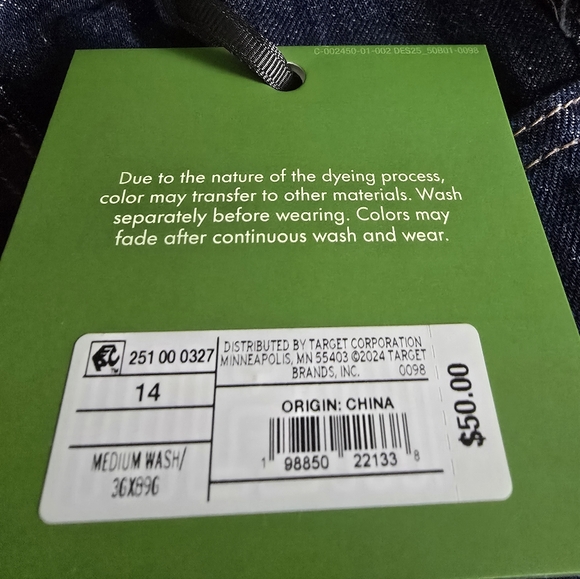 C-002450-01-002 DES25_50B01-0098
Due to the nature of the dyeing process,
color may transfer to other materials. Wash
separately before wearing. Colors may
fade after continuous wash and wear.
251 00 0327
14
MEDIUM WASH/
DISTRIBUTED BY TARGET CORPORATION
MINNEAPOLIS, MN 55403 ©2024 TARGET
BRANDS, INC. 0098
ORIGIN: CHINA
1 98850 22133 8
$50.00